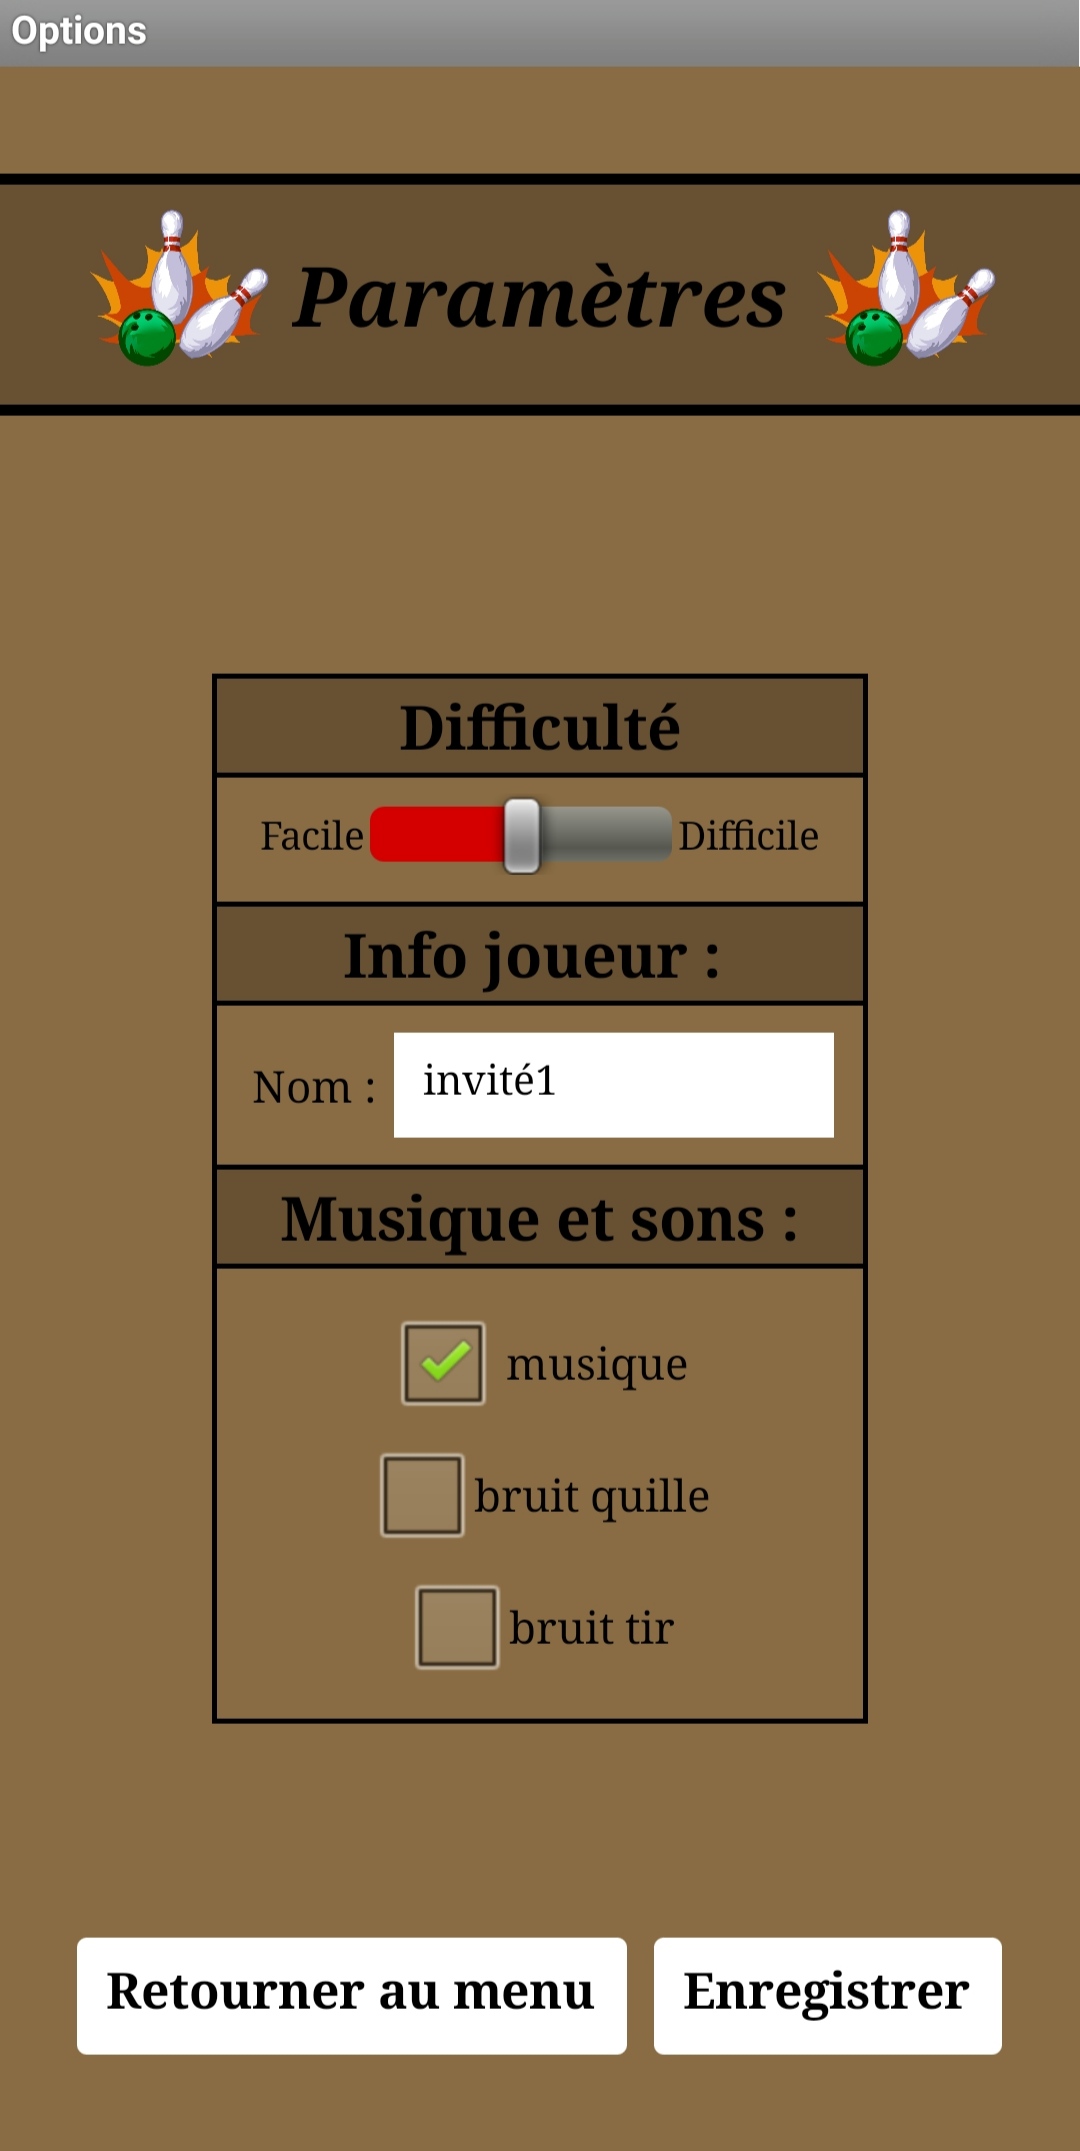 Options
Paramètres
Difficulté
Facile Difficile
Info joueur :
Nom : invité1
Musique et sons :
musique
bruit quille
bruit tir
Retourner au menu Enregistrer